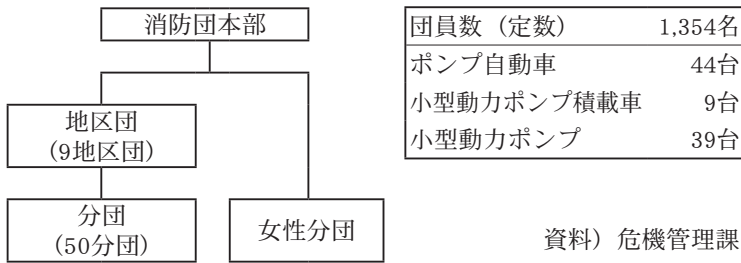 消防団本部
地区団
(9地区団)
分団
(50分団)
女性分団
団員数（定数） 1,354名
ポンプ自動車 44台
小型動力ポンプ積載車 9台
小型動力ポンプ 39台
資料）危機管理課